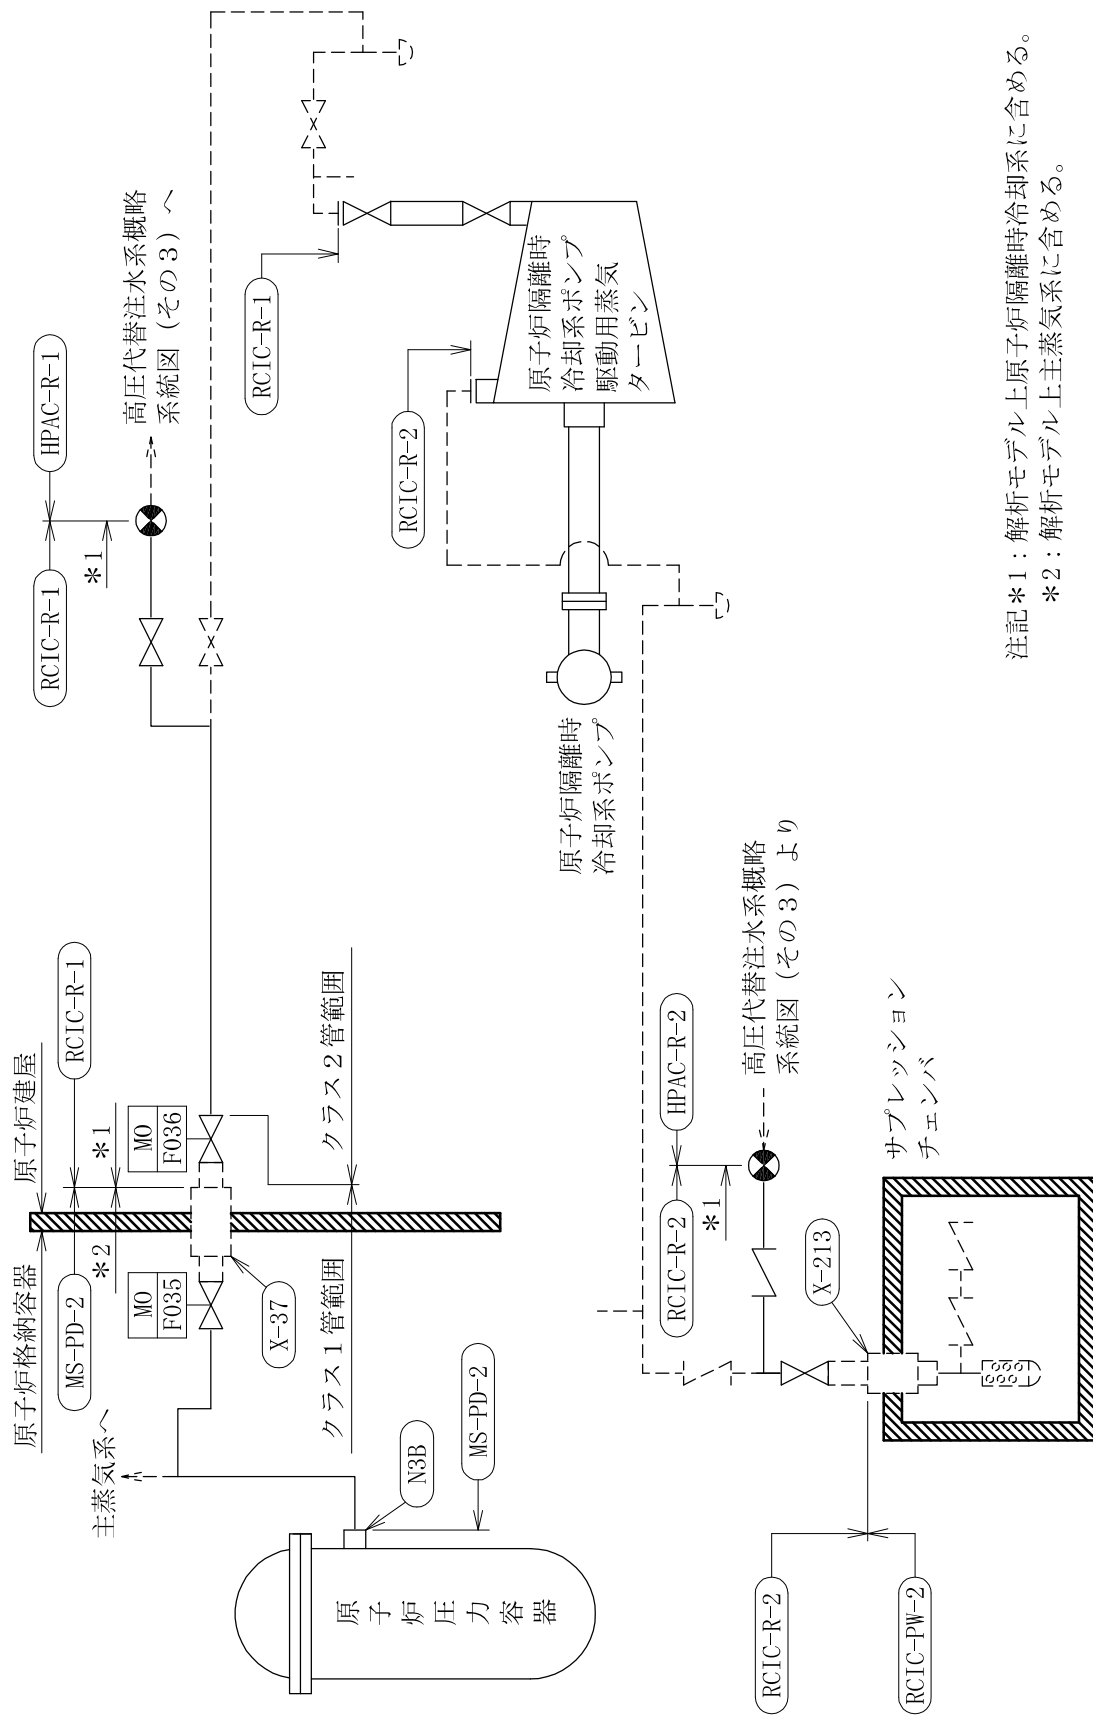 原子炉格納容器
原子炉建屋
MS-PD-2
RCIC-R-1
*2
*1
主蒸気系へ
MO
F035
MO
F036
X-37
クラス1管範囲
クラス2管範囲
N3B
MS-PD-2
原子炉圧力容器
RCIC-R-1
HPAC-R-1
*1
高圧代替注水系概略
系統図（その3）へ
RCIC-R-1
RCIC-R-2
原子炉隔離時
冷却系ポンプ
駆動用蒸気
タービン
原子炉隔離時
冷却系ポンプ
RCIC-R-2
HPAC-R-2
*1
高圧代替注水系概略
系統図（その3）より
X-213
サプレッション
チェンバ
RCIC-R-2
RCIC-PW-2
注記*1：解析モデル上原子炉隔離時冷却系に含める。
*2：解析モデル上主蒸気系に含める。